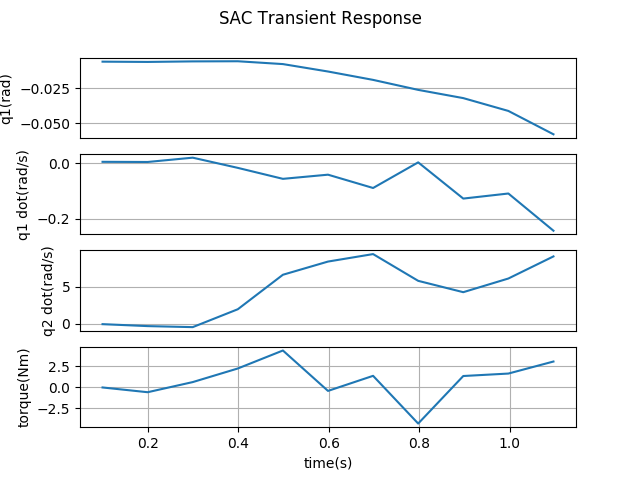 SAC Transient Response
q1(rad)
−0.025
−0.050
q1 dot(rad/s)
0.0
−0.2
q2 dot(rad/s)
5
0
torque(Nm)
2.5
0.0
−2.5
0.2 0.4 0.6 0.8 1.0
time(s)